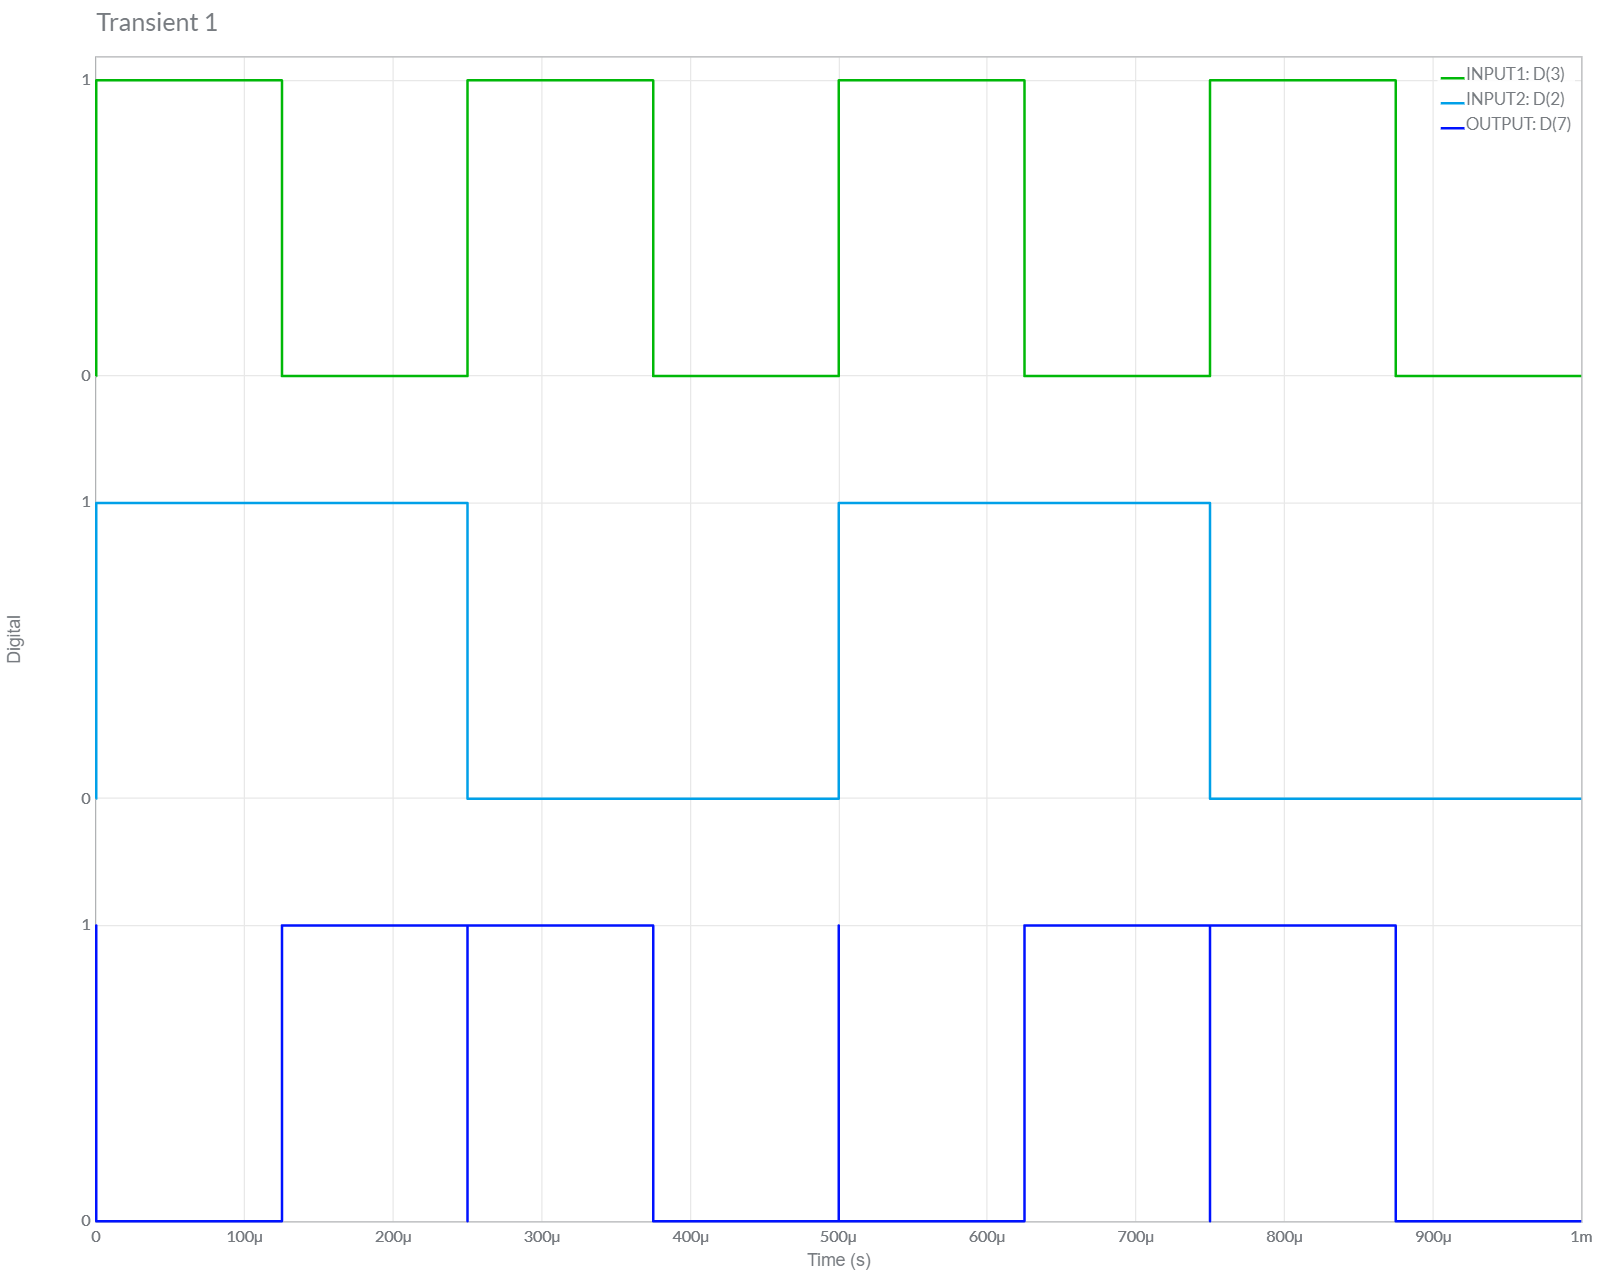 Transient 1
1
INPUT1: D(3)
INPUT2: D(2)
OUTPUT: D(7)
0
1
Digital
0
1
0
0 100µ 200µ 300µ 400µ 500µ 600µ 700µ 800µ 900µ 1m
Time (s)